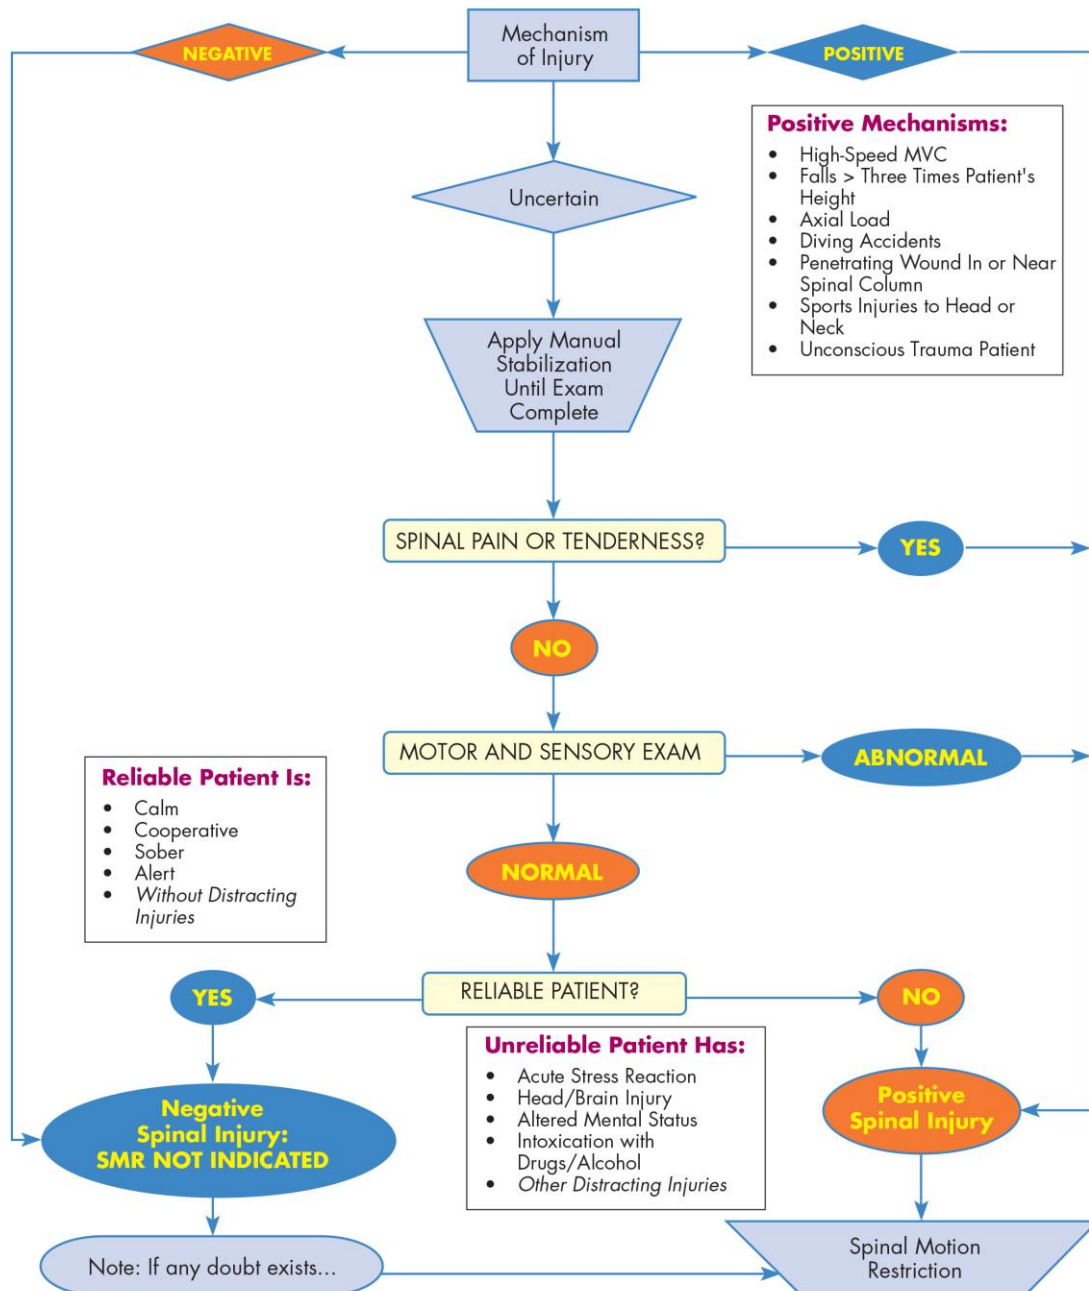 Mechanism
of Injury
NEGATIVE
POSITIVE
Positive Mechanisms:
• High-Speed MVC
• Falls > Three Times Patient's
Height
• Axial Load
• Diving Accidents
• Penetrating Wound In or Near
Spinal Column
• Sports Injuries to Head or
Neck
• Unconscious Trauma Patient
Uncertain
Apply Manual
Stabilization
Until Exam
Complete
SPINAL PAIN OR TENDERNESS?
YES
NO
MOTOR AND SENSORY EXAM
ABNORMAL
Reliable Patient Is:
• Calm
• Cooperative
• Sober
• Alert
• Without Distracting
Injuries
NORMAL
RELIABLE PATIENT?
YES
NO
Unreliable Patient Has:
• Acute Stress Reaction
• Head/Brain Injury
• Altered Mental Status
• Intoxication with
Drugs/Alcohol
• Other Distracting Injuries
Negative
Spinal Injury:
SMR NOT INDICATED
Positive
Spinal Injury
Note: If any doubt exists...
Spinal Motion
Restriction